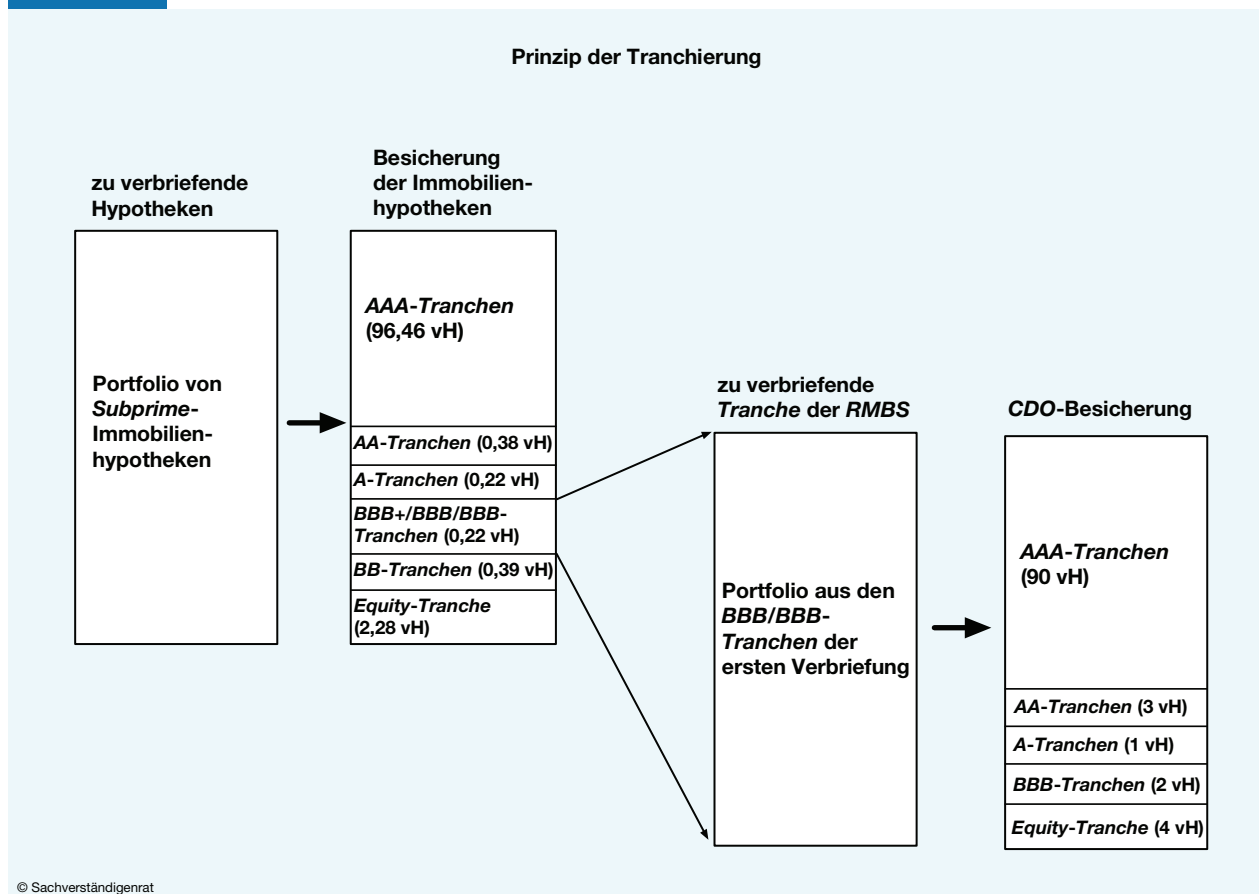 Prinzip der Tranchierung
zu verbriefende
Hypotheken
Portfolio von
Subprime-
Immobilien-
hypotheken
Besicherung
der Immobilien-
hypotheken
AAA-Tranchen
(96,46 vH)
AA-Tranchen (0,38 vH)
A-Tranchen (0,22 vH)
BBB+/BBB/BBB-
Tranchen (0,22 vH)
BB-Tranchen (0,39 vH)
Equity-Tranche
(2,28 vH)
zu verbriefende
Tranche der RMBS
Portfolio aus den
BBB/BBB-
Tranchen der
ersten Verbriefung
CDO-Besicherung
AAA-Tranchen
(90 vH)
AA-Tranchen (3 vH)
A-Tranchen (1 vH)
BBB-Tranchen (2 vH)
Equity-Tranche (4 vH)
© Sachverständigenrat